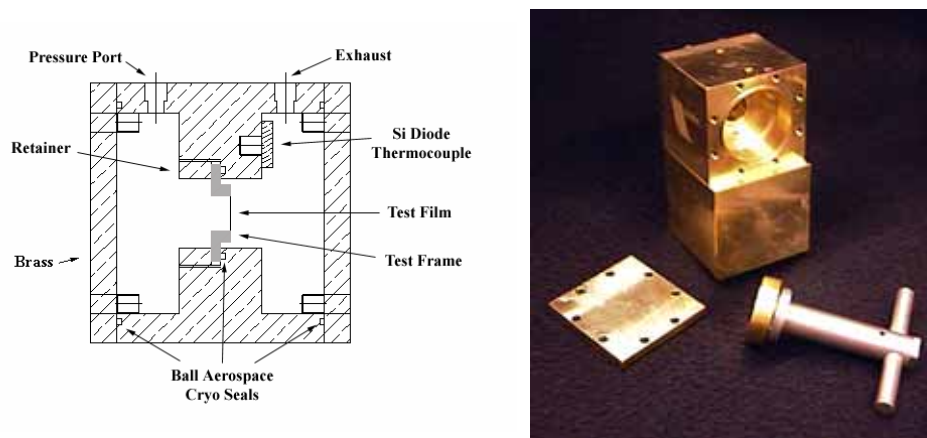 Pressure Port
Exhaust
Si Diode
Thermocouple
Retainer
Test Film
Test Frame
Brass
Ball Aerospace
Cryo Seals